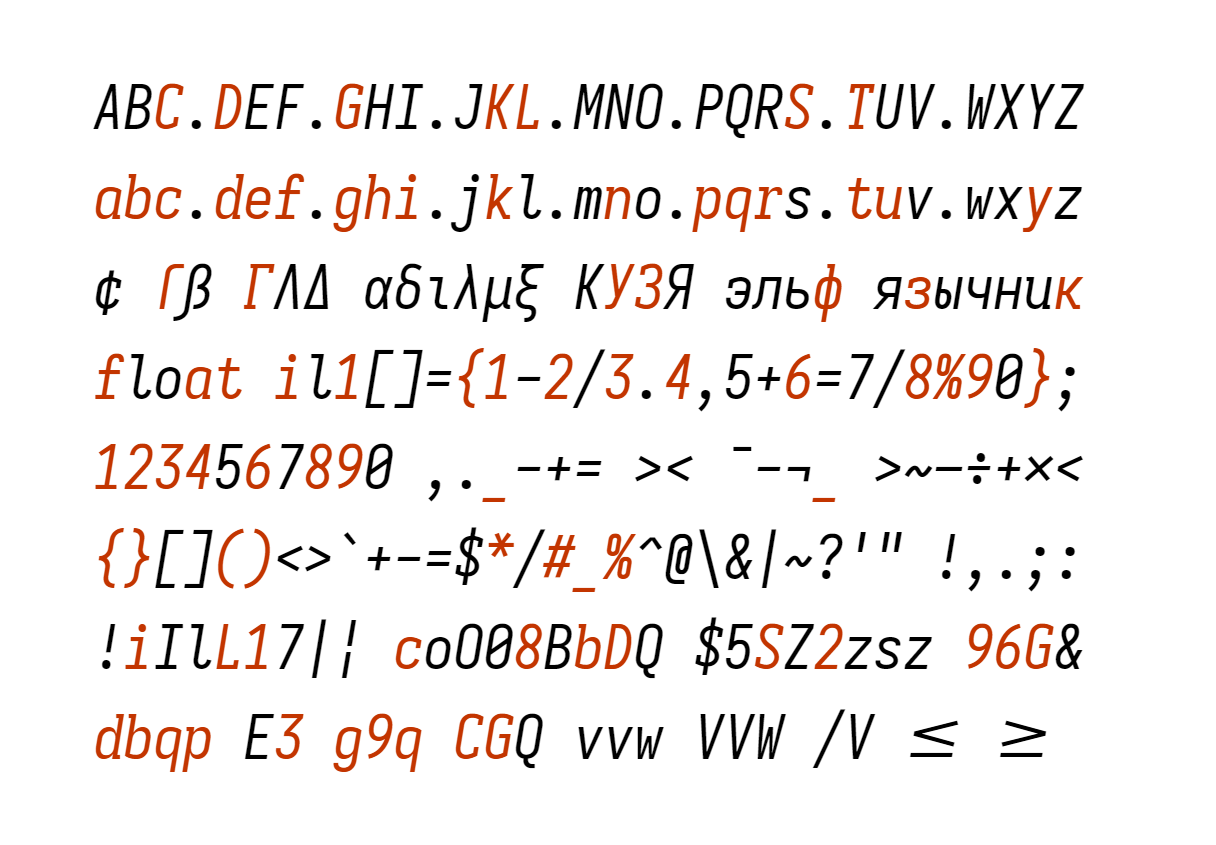 ABC.DEF.GHI.JKL.MNO.PQRS.TUV.WXYZ
abc.def.ghi.jkl.mno.pqrs.tuv.wxyz
¢ ſβ ΓΛΔ αδιλμξ КУЗЯ эльф язычник
float il1[]={1-2/3.4,5+6=7/8%90};
1234567890 ,._-+= >< ¯-¬_ >~–÷+×<
{}[]()<>`+-=$*/#_%^@\&|~?'" !,.;:
!iIlL17|¦ coO08BbDQ $5SZ2zsz 96G&
dbqp E3 g9q CGQ vvw VVW /V ≤ ≥